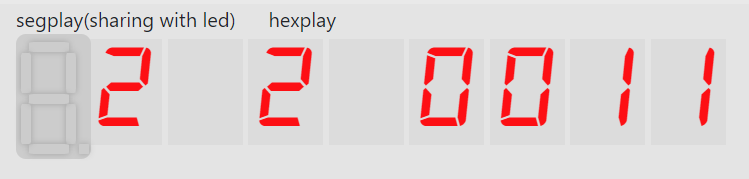 segplay(sharing with led) hexplay
2 2 0011